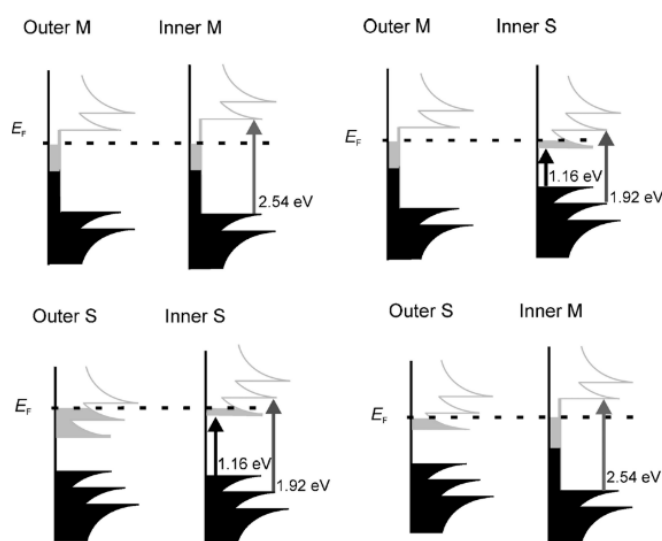 Outer M Inner M
E_F
2.54 eV
Outer M Inner S
E_F
1.16 eV
1.92 eV
Outer S Inner S
E_F
1.16 eV
1.92 eV
Outer S Inner M
E_F
2.54 eV